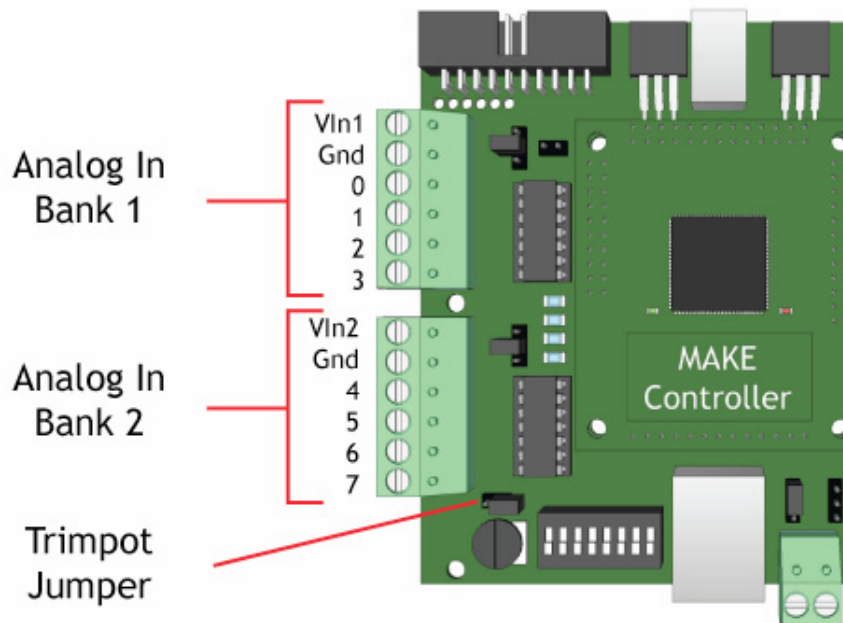 Analog In
Bank 1
VIn1
Gnd
0
1
2
3
Analog In
Bank 2
VIn2
Gnd
4
5
6
7
Trimpot
Jumper
MAKE
Controller